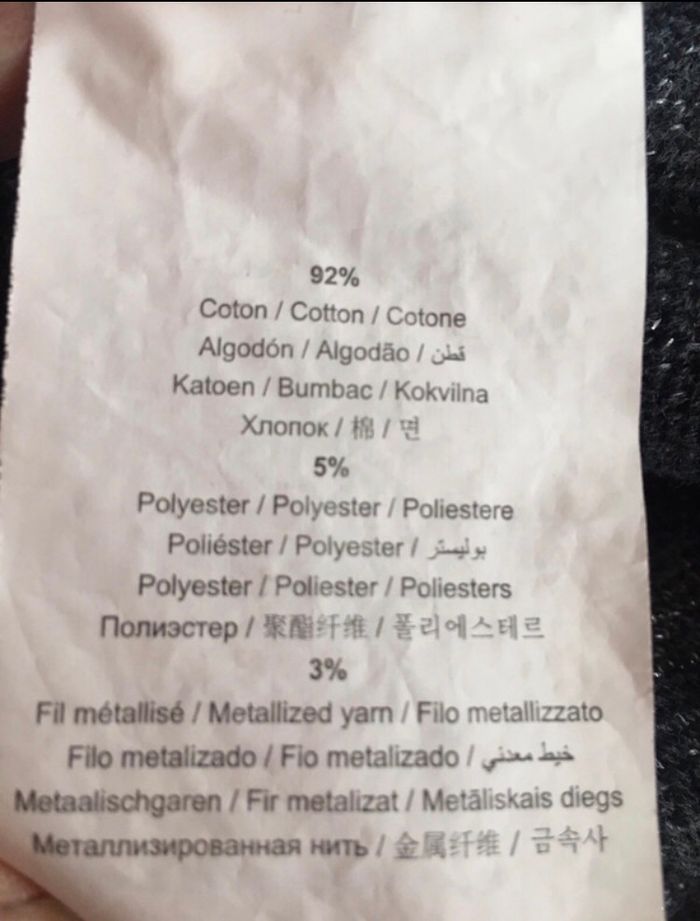 92%
Coton / Cotton / Cotone
Algodón / Algodão / قطن
Katoen / Bumbac / Kokvilna
Хлопок / 棉 / 면
5%
Polyester / Polyester / Poliestere
Poliéster / Polyester / بوليستر
Polyester / Poliester / Poliesters
Полиэстер / 聚酯纤维 / 폴리에스테르
3%
Fil métallisé / Metallized yarn / Filo metallizzato
Filo metalizado / Fio metalizado / خيط معدني
Metaalischgaren / Fir metalizat / Metāliskais diegs
Металлизированная нить / 金属纤维 / 금속사